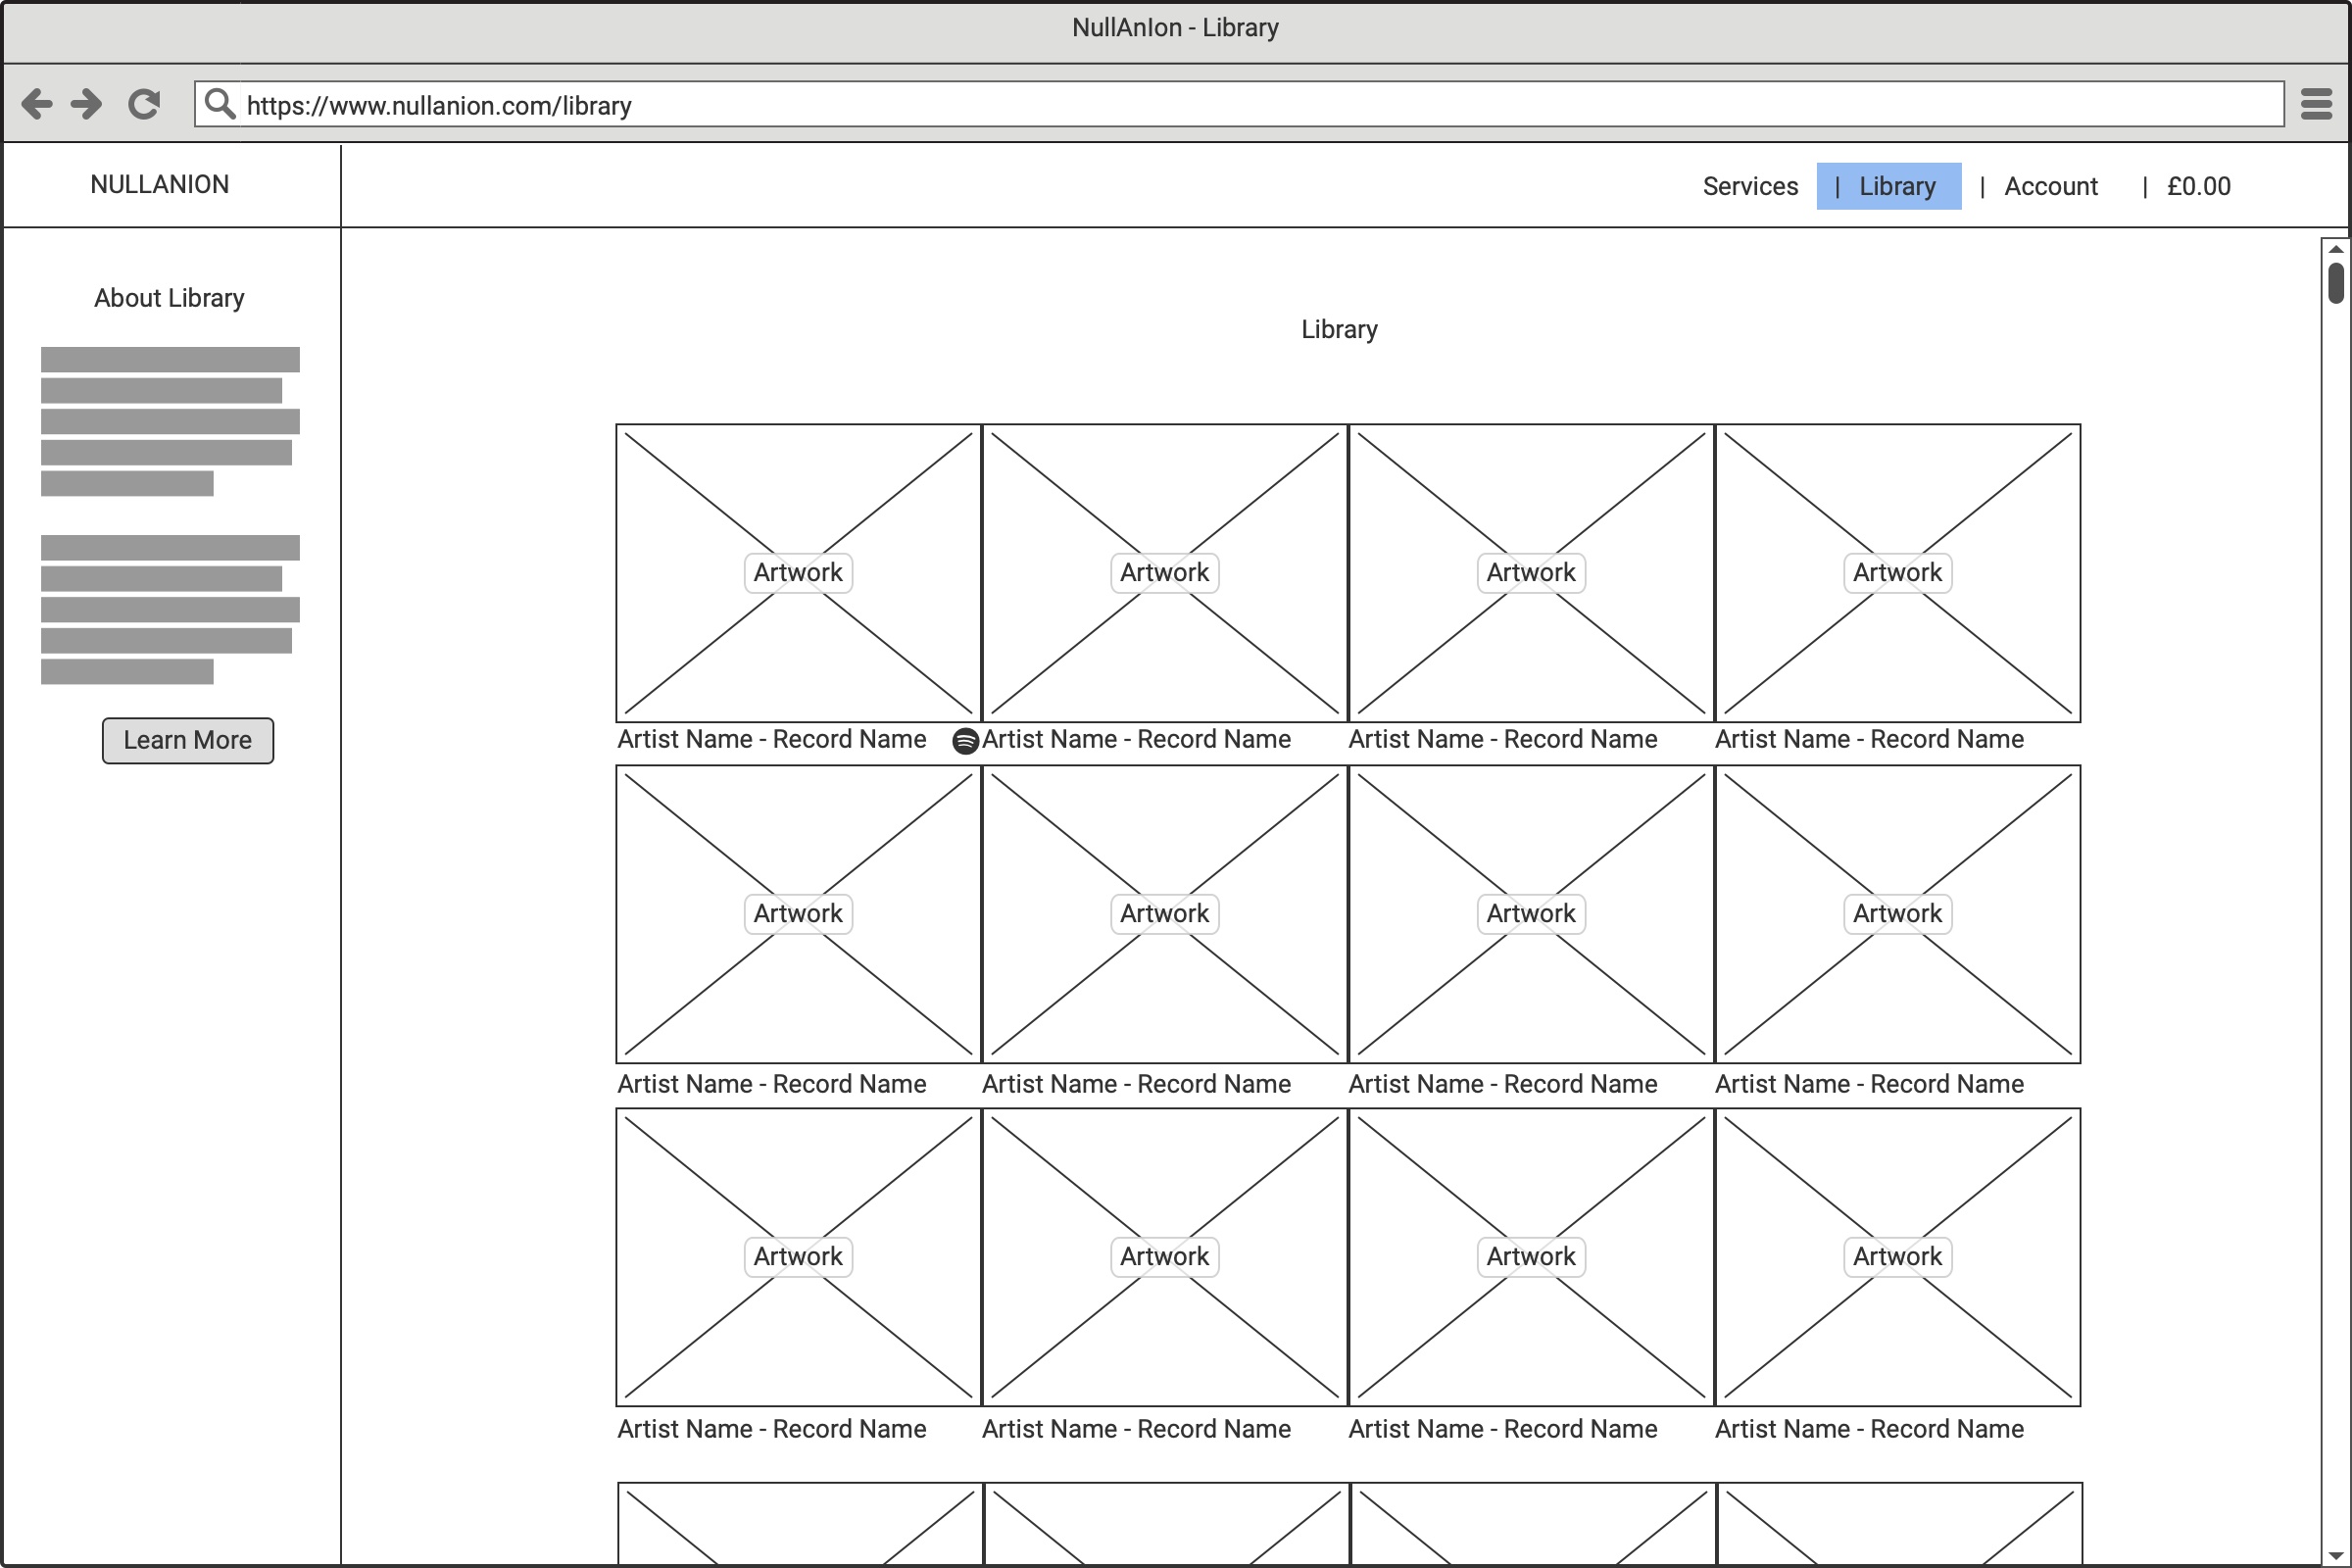 NullAnIon - Library
https://www.nullanion.com/library
NULLANION
Services | Library | Account | £0.00
About Library
Learn More
Library
Artwork Artwork Artwork Artwork
Artist Name - Record Name Artist Name - Record Name Artist Name - Record Name Artist Name - Record Name
Artwork Artwork Artwork Artwork
Artist Name - Record Name Artist Name - Record Name Artist Name - Record Name Artist Name - Record Name
Artwork Artwork Artwork Artwork
Artist Name - Record Name Artist Name - Record Name Artist Name - Record Name Artist Name - Record Name